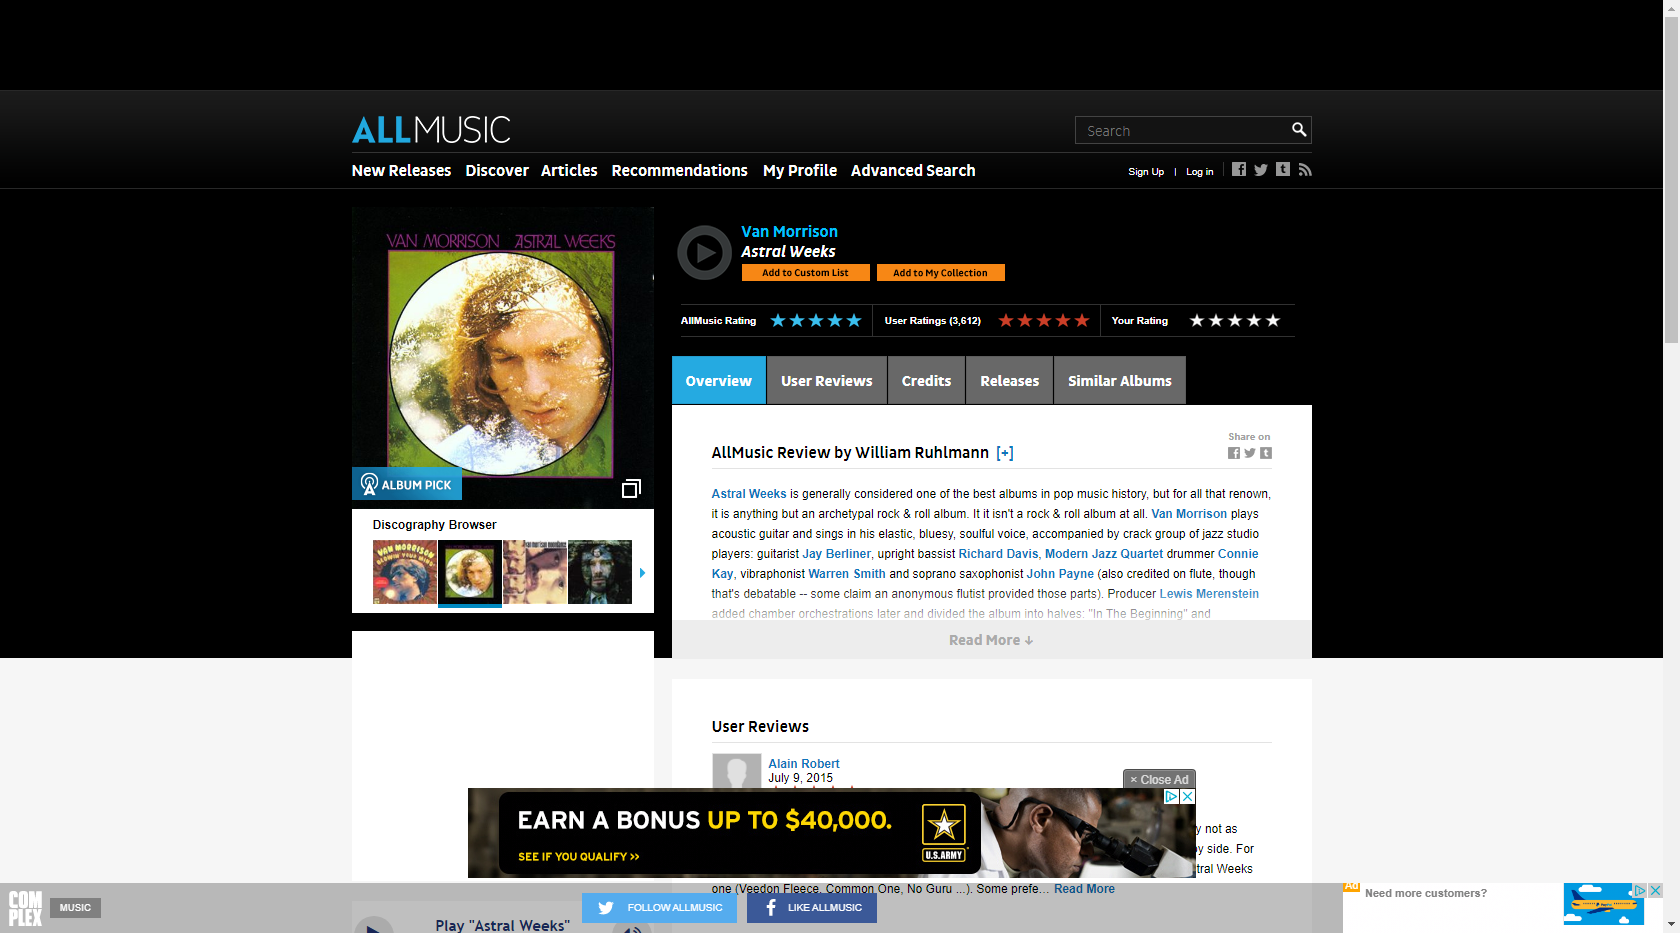 ALLMUSIC
Search
New Releases Discover Articles Recommendations My Profile Advanced Search
Sign Up | Log in
VAN MORRISON ASTRAL WEEKS
ALBUM PICK
Van Morrison
Astral Weeks
Add to Custom List Add to My Collection
AllMusic Rating User Ratings (3,612) Your Rating
Overview User Reviews Credits Releases Similar Albums
Discography Browser
VAN MORRISON
AllMusic Review by William Ruhlmann [+]
Share on
Astral Weeks is generally considered one of the best albums in pop music history, but for all that renown,
it is anything but an archetypal rock & roll album. It it isn't a rock & roll album at all. Van Morrison plays
acoustic guitar and sings in his elastic, bluesy, soulful voice, accompanied by crack group of jazz studio
players: guitarist Jay Berliner, upright bassist Richard Davis, Modern Jazz Quartet drummer Connie
Kay, vibraphonist Warren Smith and soprano saxophonist John Payne (also credited on flute, though
that's debatable -- some claim an anonymous flutist provided those parts). Producer Lewis Merenstein
added chamber orchestrations later and divided the album into halves: "In The Beginning" and
Read More ↓
User Reviews
Alain Robert
July 9, 2015
× Close Ad
EARN A BONUS UP TO $40,000.
SEE IF YOU QUALIFY >>
U.S.ARMY
y not as
y side. For
tral Weeks
one (Veedon Fleece, Common One, No Guru ...). Some prefe... Read More
COMPLEX
MUSIC
Play "Astral Weeks"
FOLLOW ALLMUSIC
LIKE ALLMUSIC
Ad
Need more customers?